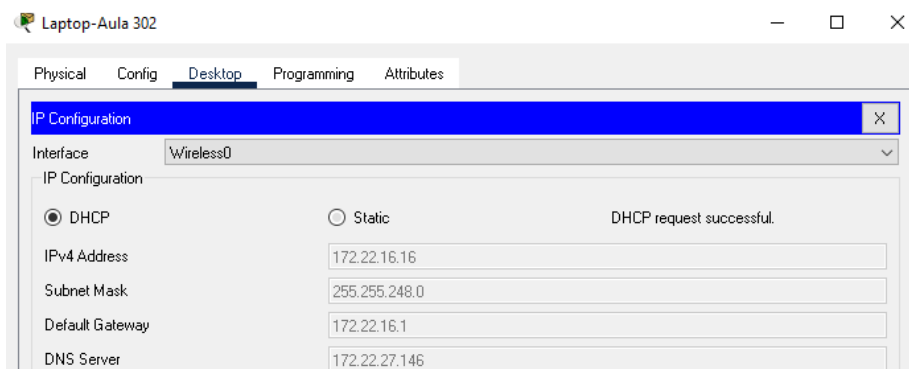 Laptop-Aula 302
Physical Config Desktop Programming Attributes
IP Configuration X
Interface Wireless0
IP Configuration
DHCP Static DHCP request successful.
IPv4 Address 172.22.16.16
Subnet Mask 255.255.248.0
Default Gateway 172.22.16.1
DNS Server 172.22.27.146